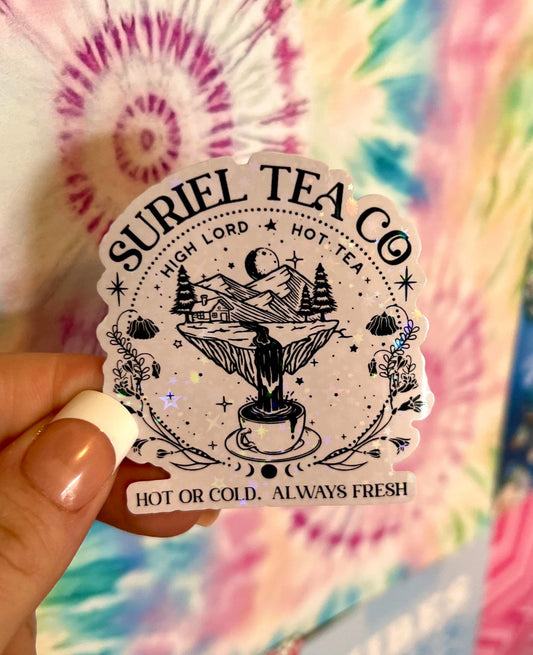 SURIEL TEA CO
HIGH LORD ★ HOT TEA
HOT OR COLD. ALWAYS FRESH